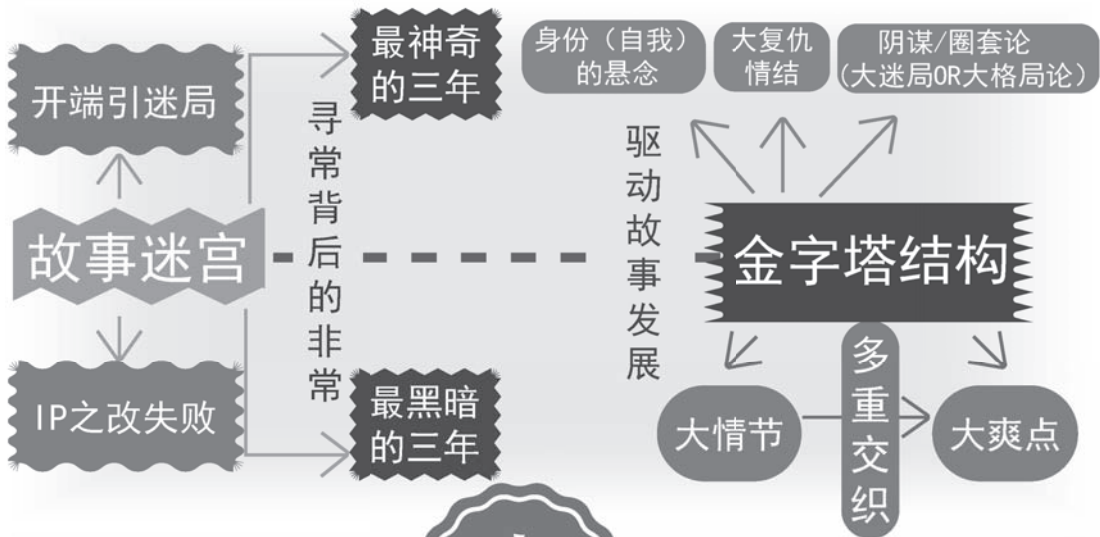 开端引迷局
故事迷宫
IP之改失败
最神奇
的三年
寻常背后的非常
最黑暗
的三年
驱动故事发展
身份（自我）
的悬念
大复仇
情结
阴谋/圈套论
(大迷局OR大格局论)
金字塔结构
大情节
多重交织
大爽点